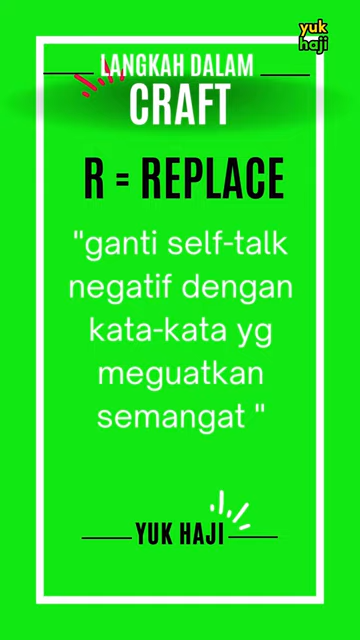 yuk
haji
LANGKAH DALAM
CRAFT
R = REPLACE
"ganti self-talk
negatif dengan
kata-kata yg
meguatkan
semangat "
YUK HAJI